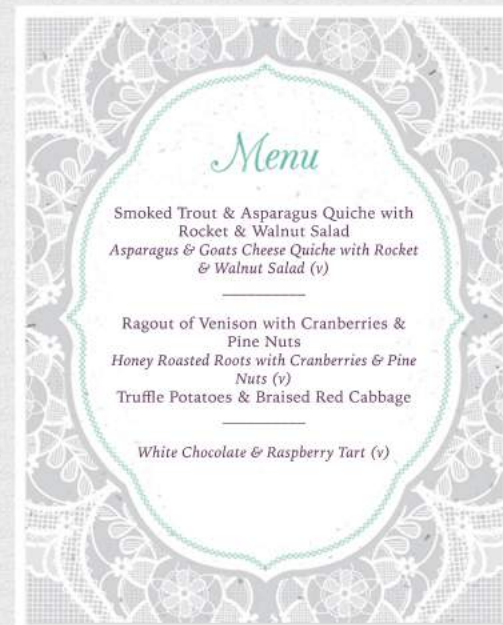 Menu
Smoked Trout & Asparagus Quiche with
Rocket & Walnut Salad
Asparagus & Goats Cheese Quiche with Rocket
& Walnut Salad (v)
Ragout of Venison with Cranberries &
Pine Nuts
Honey Roasted Roots with Cranberries & Pine
Nuts (v)
Truffle Potatoes & Braised Red Cabbage
White Chocolate & Raspberry Tart (v)